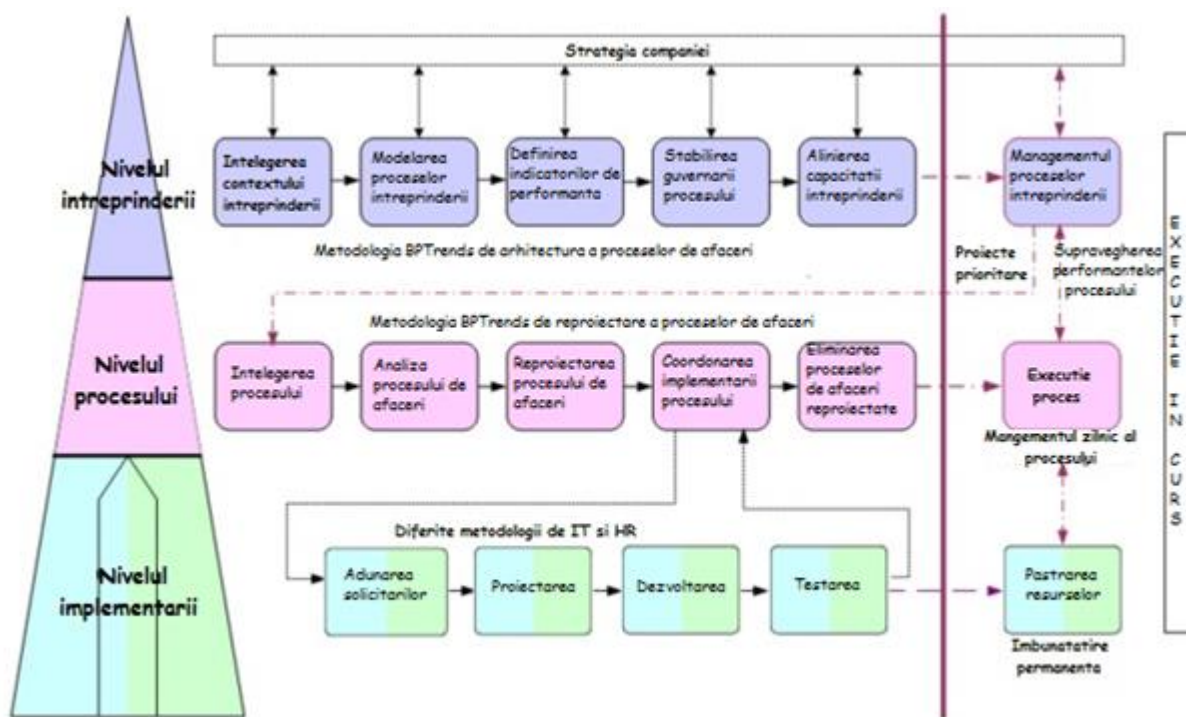 Strategia companiei
Nivelul
intreprinderii
Intelegerea
contextului
intreprinderii
Modelarea
proceselor
intreprinderii
Definirea
indicatorilor de
performanta
Stabilirea
guvernarii
procesului
Alinierea
capacitatii
intreprinderii
Managementul
proceselor
intreprinderii
Metodologia BPTrends de arhitectura a proceselor de afaceri
Proiecte
prioritare
Supravegherea
performantelor
procesului
Metodologia BPTrends de reproiectare a proceselor de afaceri
Nivelul
procesului
Intelegerea
procesului
Analiza
procesului de
afaceri
Reproiectarea
procesului de
afaceri
Coordonarea
implementarii
procesului
Eliminarea
proceselor
de afaceri
reproiectate
Executie
proces
Mangementul zilnic al
procesului
Diferite metodologii de IT si HR
Nivelul
implementarii
Adunarea
solicitarilor
Proiectarea
Dezvoltarea
Testarea
Pastrarea
resurselor
Imbunatatire
permanenta
EXECUTIE IN CURS